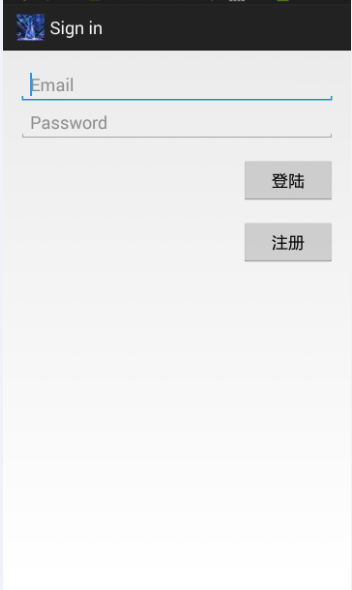 Sign in
Email
Password
登陆
注册